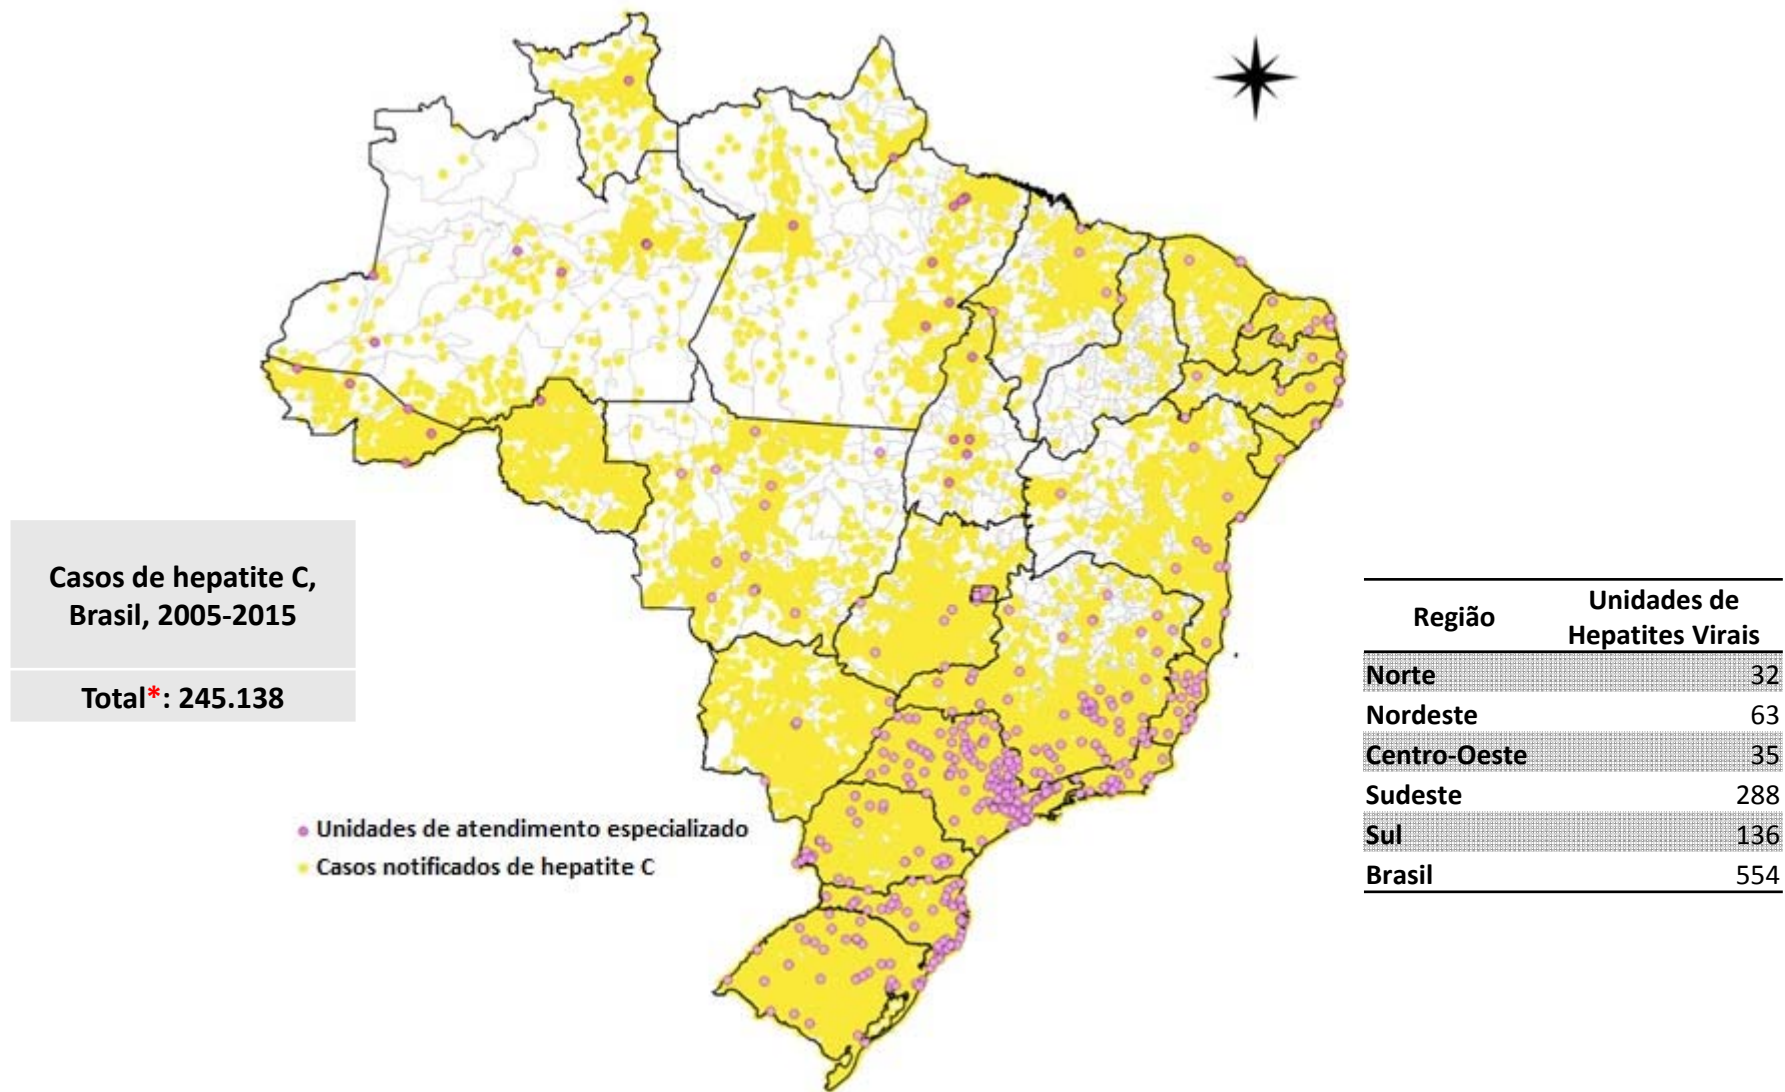 Casos de hepatite C,
Brasil, 2005-2015
Total*: 245.138
Unidades de atendimento especializado
Casos notificados de hepatite C
Região Unidades de
Hepatites Virais
Norte 32
Nordeste 63
Centro-Oeste 35
Sudeste 288
Sul 136
Brasil 554